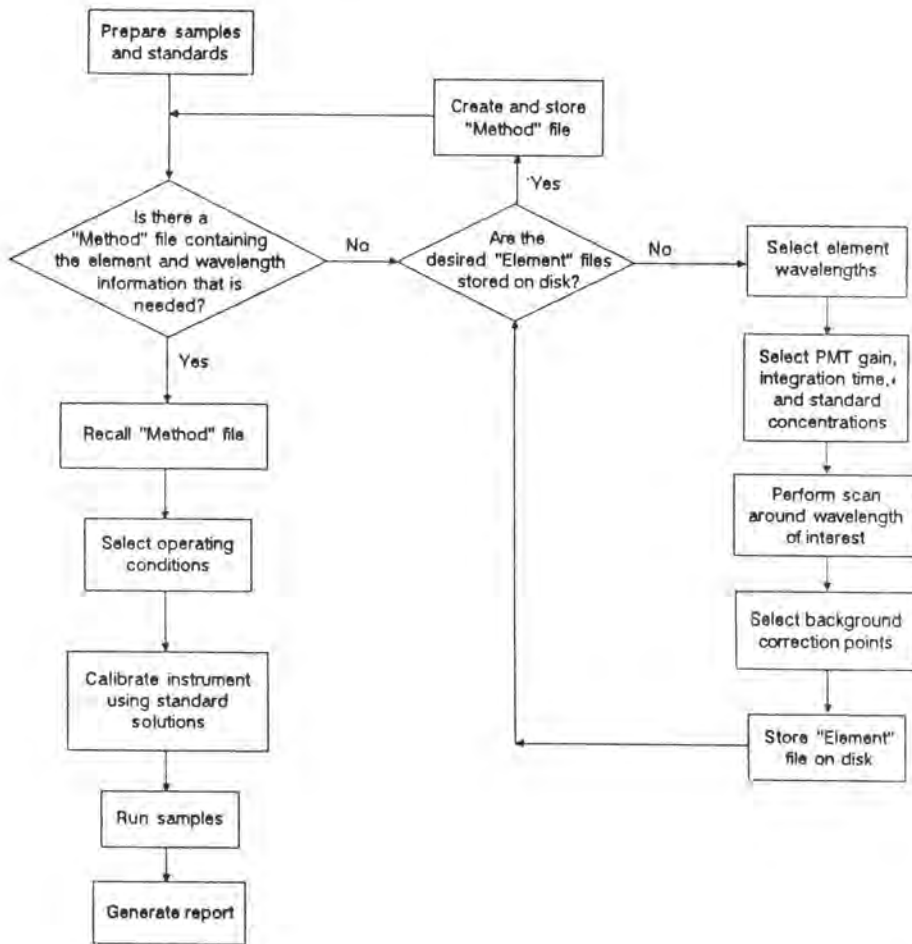 Prepare samples
and standards
Create and store
"Method" file
Yes
Is there a
"Method" file containing
the element and wavelength
information that is
needed?
No
Are the
desired "Element" files
stored on disk?
No
Select element
wavelengths
Yes
Select PMT gain,
integration time,
and standard
concentrations
Recall "Method" file
Perform scan
around wavelength
of interest
Select operating
conditions
Select background
correction points
Calibrate instrument
using standard
solutions
Store "Element"
file on disk
Run samples
Generate report